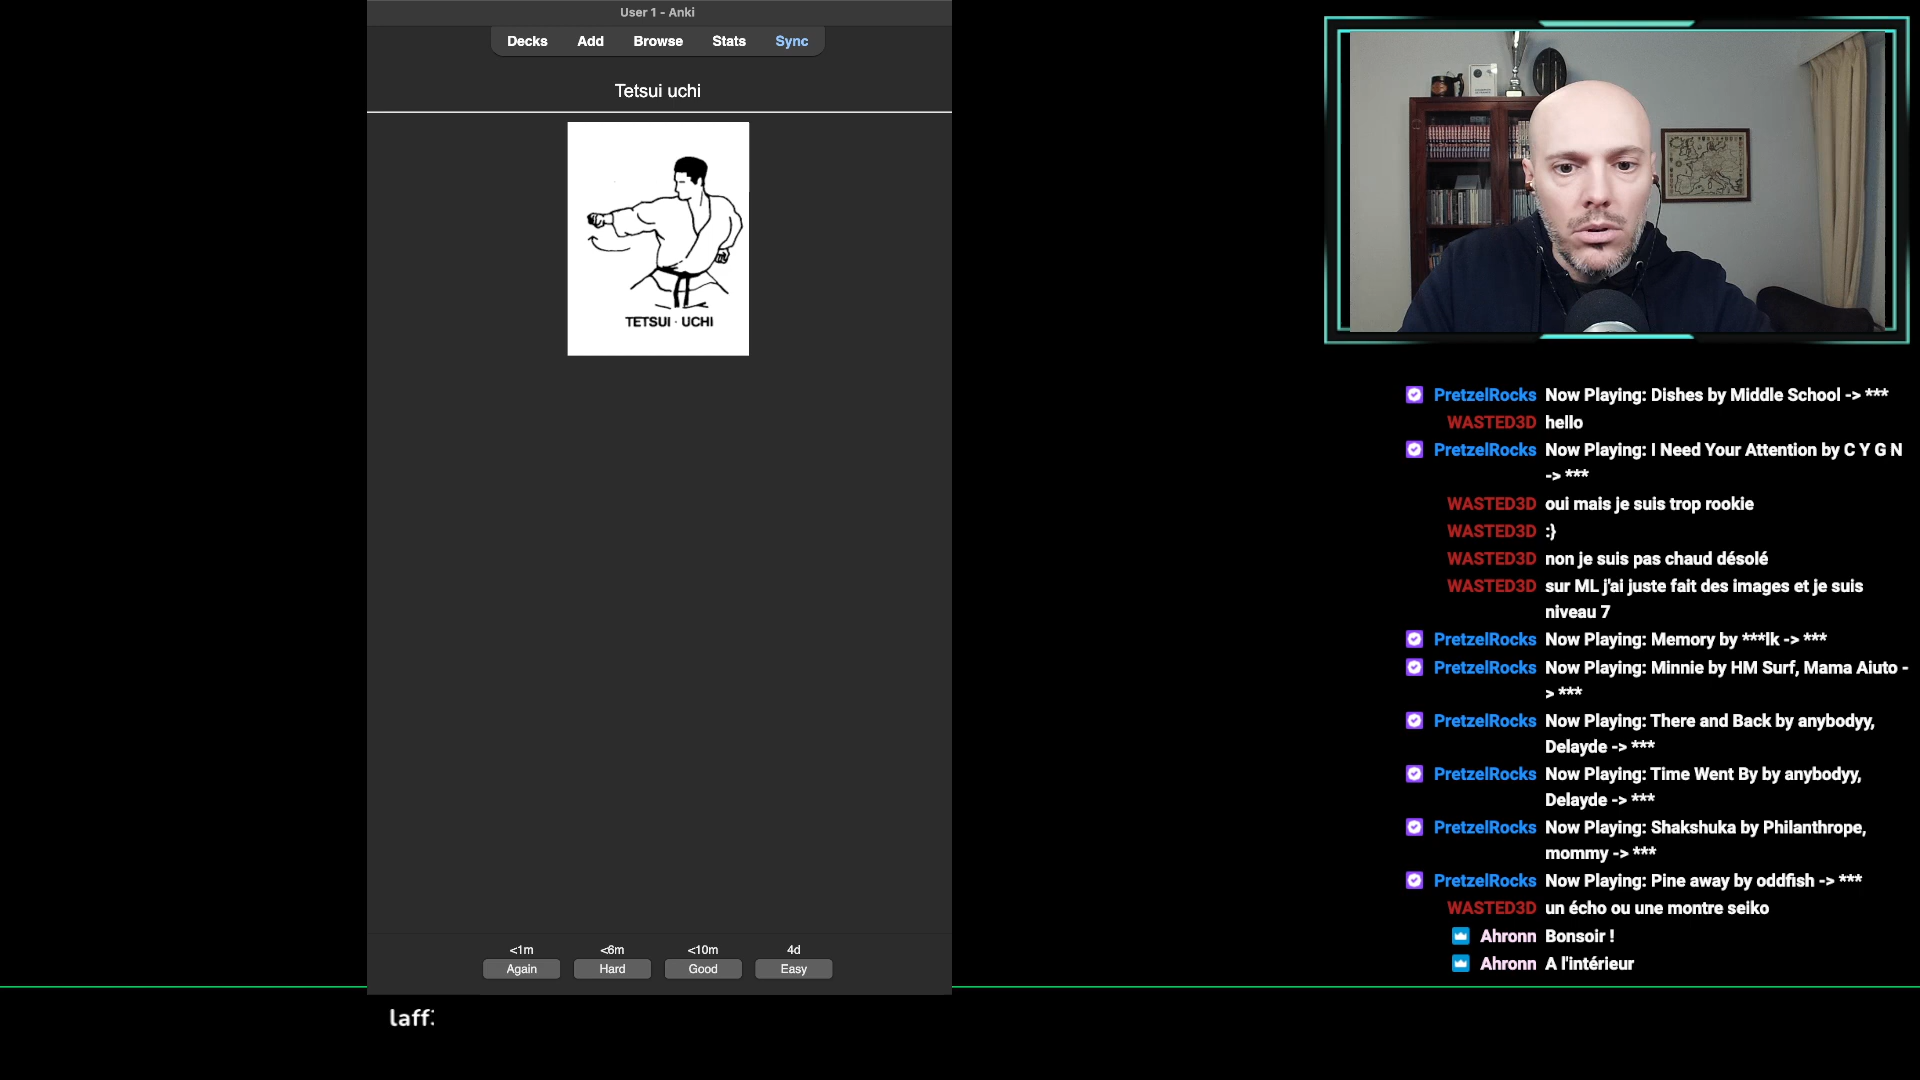 User 1 - Anki
Decks Add Browse Stats Sync
Tetsui uchi
TETSUI · UCHI
<1m <6m <10m 4d
Again Hard Good Easy
laff:
PretzelRocks Now Playing: Dishes by Middle School -> ***
WASTED3D hello
PretzelRocks Now Playing: I Need Your Attention by C Y G N
-> ***
WASTED3D oui mais je suis trop rookie
WASTED3D :}
WASTED3D non je suis pas chaud désolé
WASTED3D sur ML j'ai juste fait des images et je suis
niveau 7
PretzelRocks Now Playing: Memory by ***lk -> ***
PretzelRocks Now Playing: Minnie by HM Surf, Mama Aiuto -
> ***
PretzelRocks Now Playing: There and Back by anybodyy,
Delayde -> ***
PretzelRocks Now Playing: Time Went By by anybodyy,
Delayde -> ***
PretzelRocks Now Playing: Shakshuka by Philanthrope,
mommy -> ***
PretzelRocks Now Playing: Pine away by oddfish -> ***
WASTED3D un écho ou une montre seiko
Ahronn Bonsoir !
Ahronn A l'intérieur